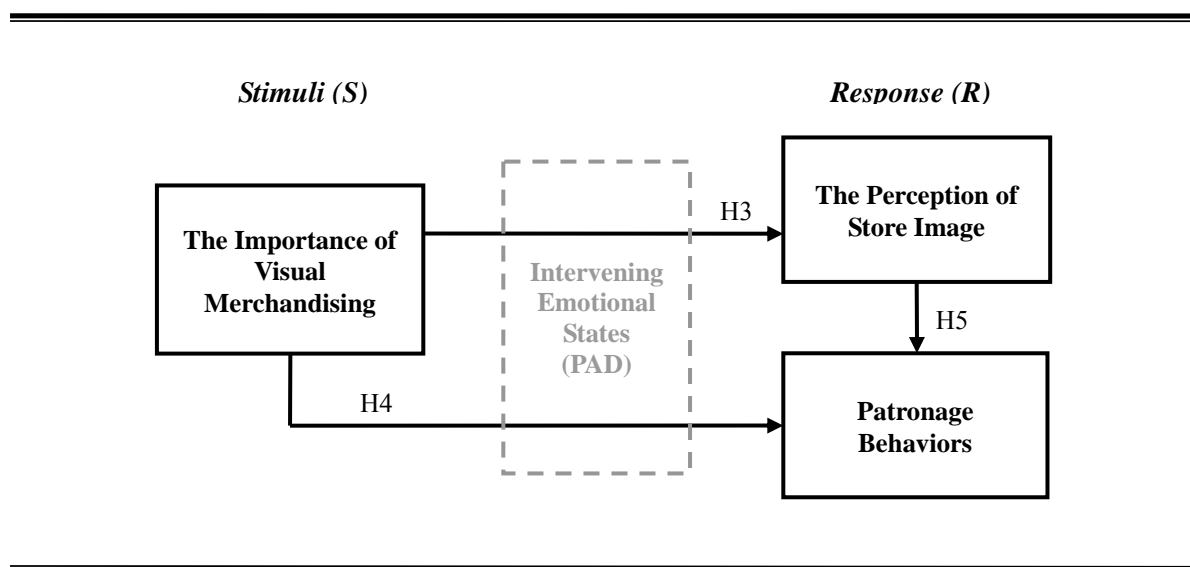 Stimuli (S)
Response (R)
The Importance of
Visual
Merchandising
Intervening
Emotional
States
(PAD)
The Perception of
Store Image
H3
H5
H4
Patronage
Behaviors